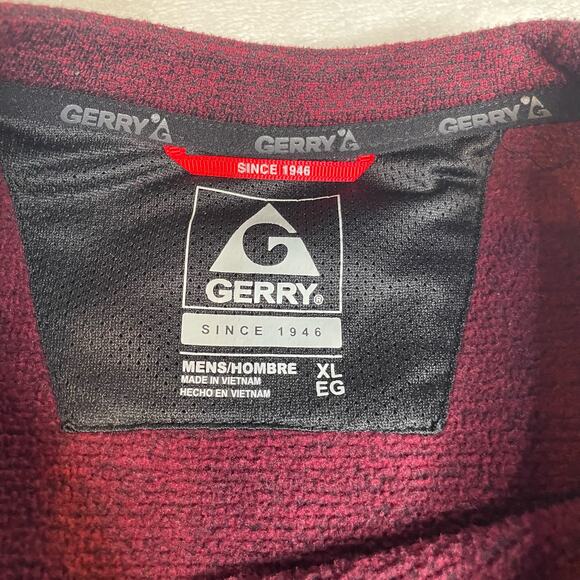 GERRY G GERRY G GERRY G
SINCE 1946
G
GERRY®
SINCE 1946
MENS/HOMBRE XL
MADE IN VIETNAM EG
HECHO EN VIETNAM